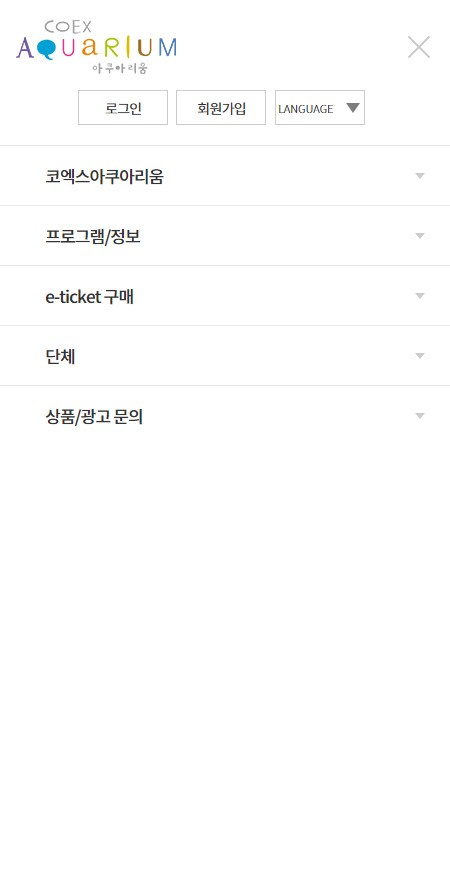 COEX
AQUARIUM
아쿠아리움
로그인 회원가입 LANGUAGE
코엑스아쿠아리움
프로그램/정보
e-ticket 구매
단체
상품/광고 문의